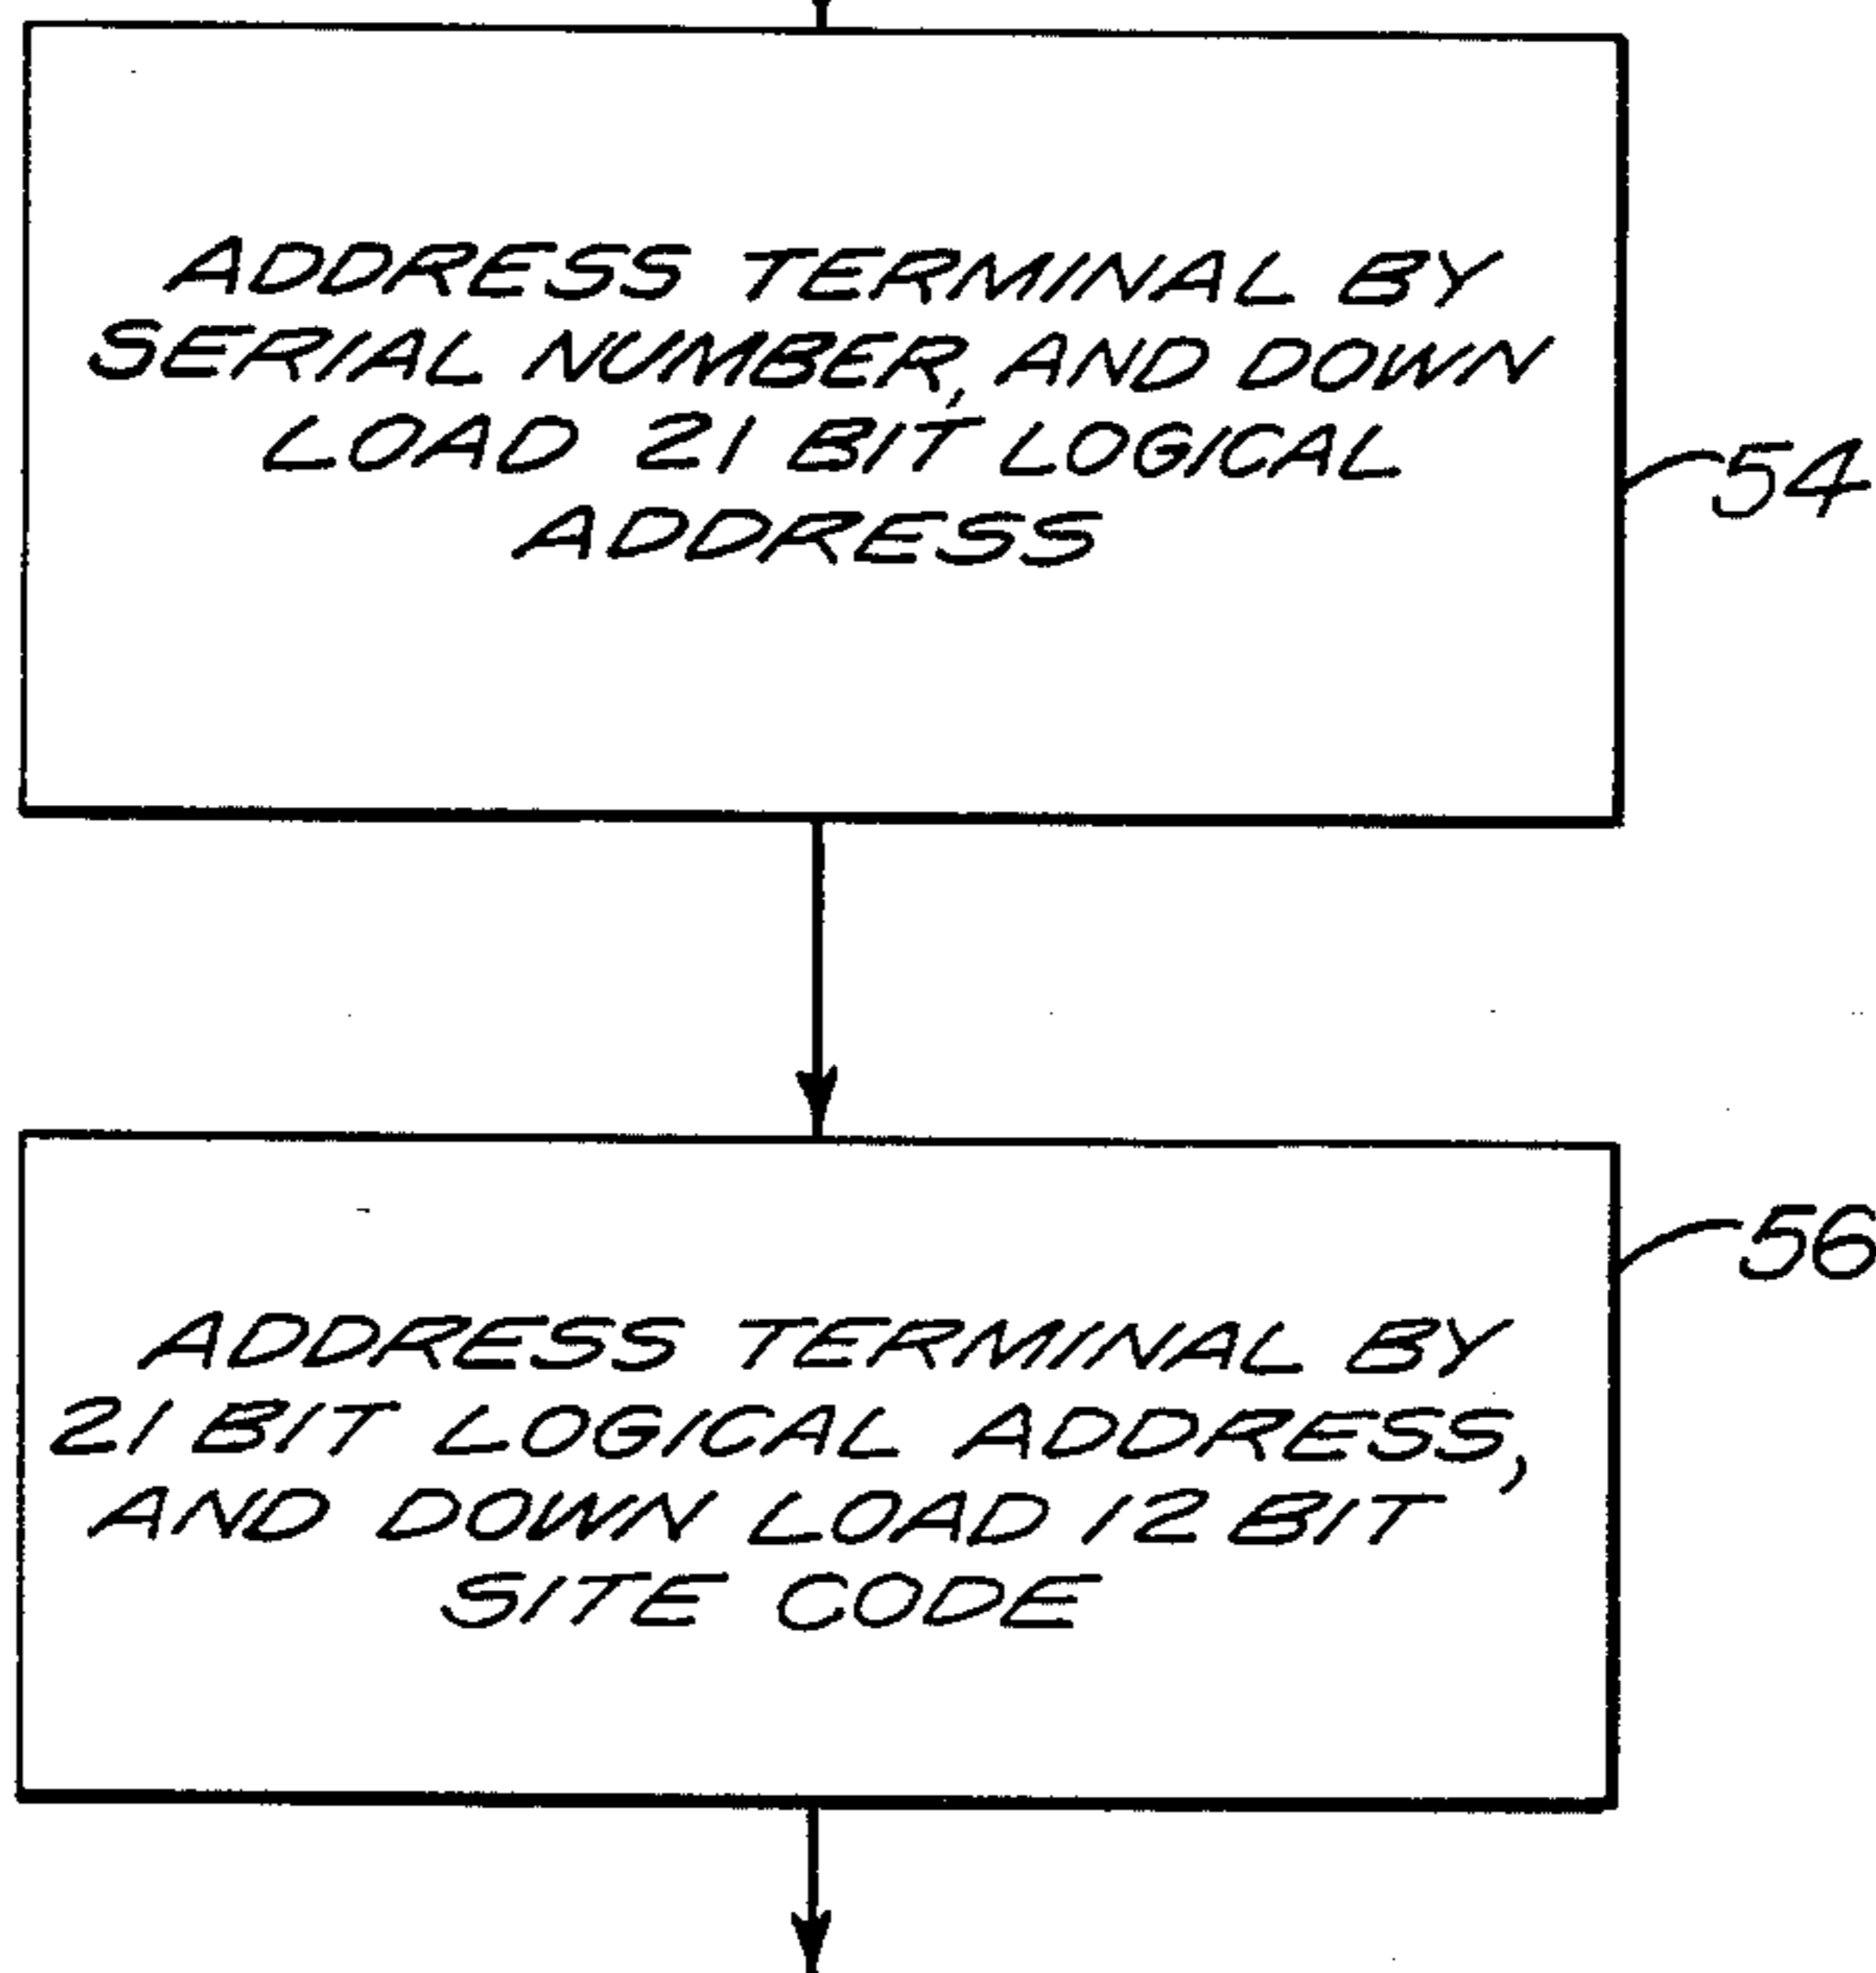 ADDRESS TERMINAL BY
SERIAL NUMBER, AND DOWN
LOAD 21 BIT LOGICAL
ADDRESS
54
56
ADDRESS TERMINAL BY
21 BIT LOGICAL ADDRESS,
AND DOWN LOAD 12 BIT
SITE CODE